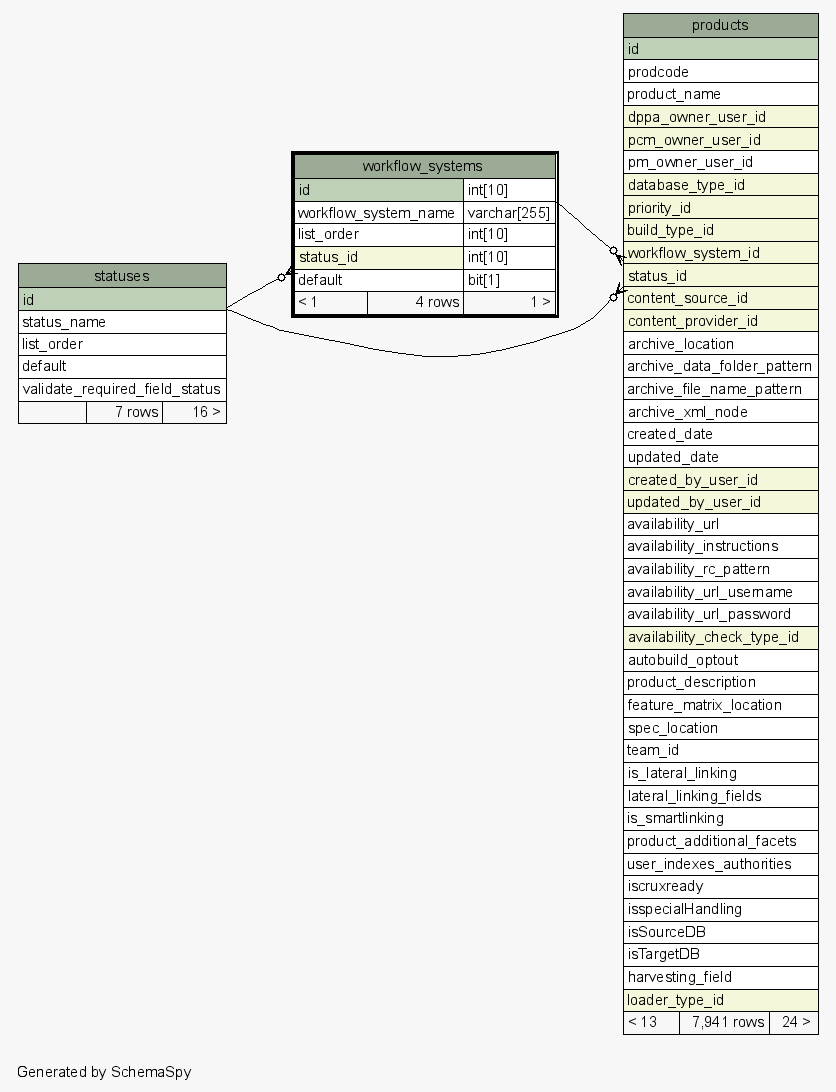 products
id
prodcode
product_name
dppa_owner_user_id
pcm_owner_user_id
pm_owner_user_id
database_type_id
priority_id
build_type_id
workflow_system_id
status_id
content_source_id
content_provider_id
archive_location
archive_data_folder_pattern
archive_file_name_pattern
archive_xml_node
created_date
updated_date
created_by_user_id
updated_by_user_id
availability_url
availability_instructions
availability_rc_pattern
availability_url_username
availability_url_password
availability_check_type_id
autobuild_optout
product_description
feature_matrix_location
spec_location
team_id
is_lateral_linking
lateral_linking_fields
is_smartlinking
product_additional_facets
user_indexes_authorities
iscruxready
isspecialHandling
isSourceDB
isTargetDB
harvesting_field
loader_type_id
< 13 7,941 rows 24 >
workflow_systems
id int[10]
workflow_system_name varchar[255]
list_order int[10]
status_id int[10]
default bit[1]
< 1 4 rows 1 >
statuses
id
status_name
list_order
default
validate_required_field_status
7 rows 16 >
Generated by SchemaSpy